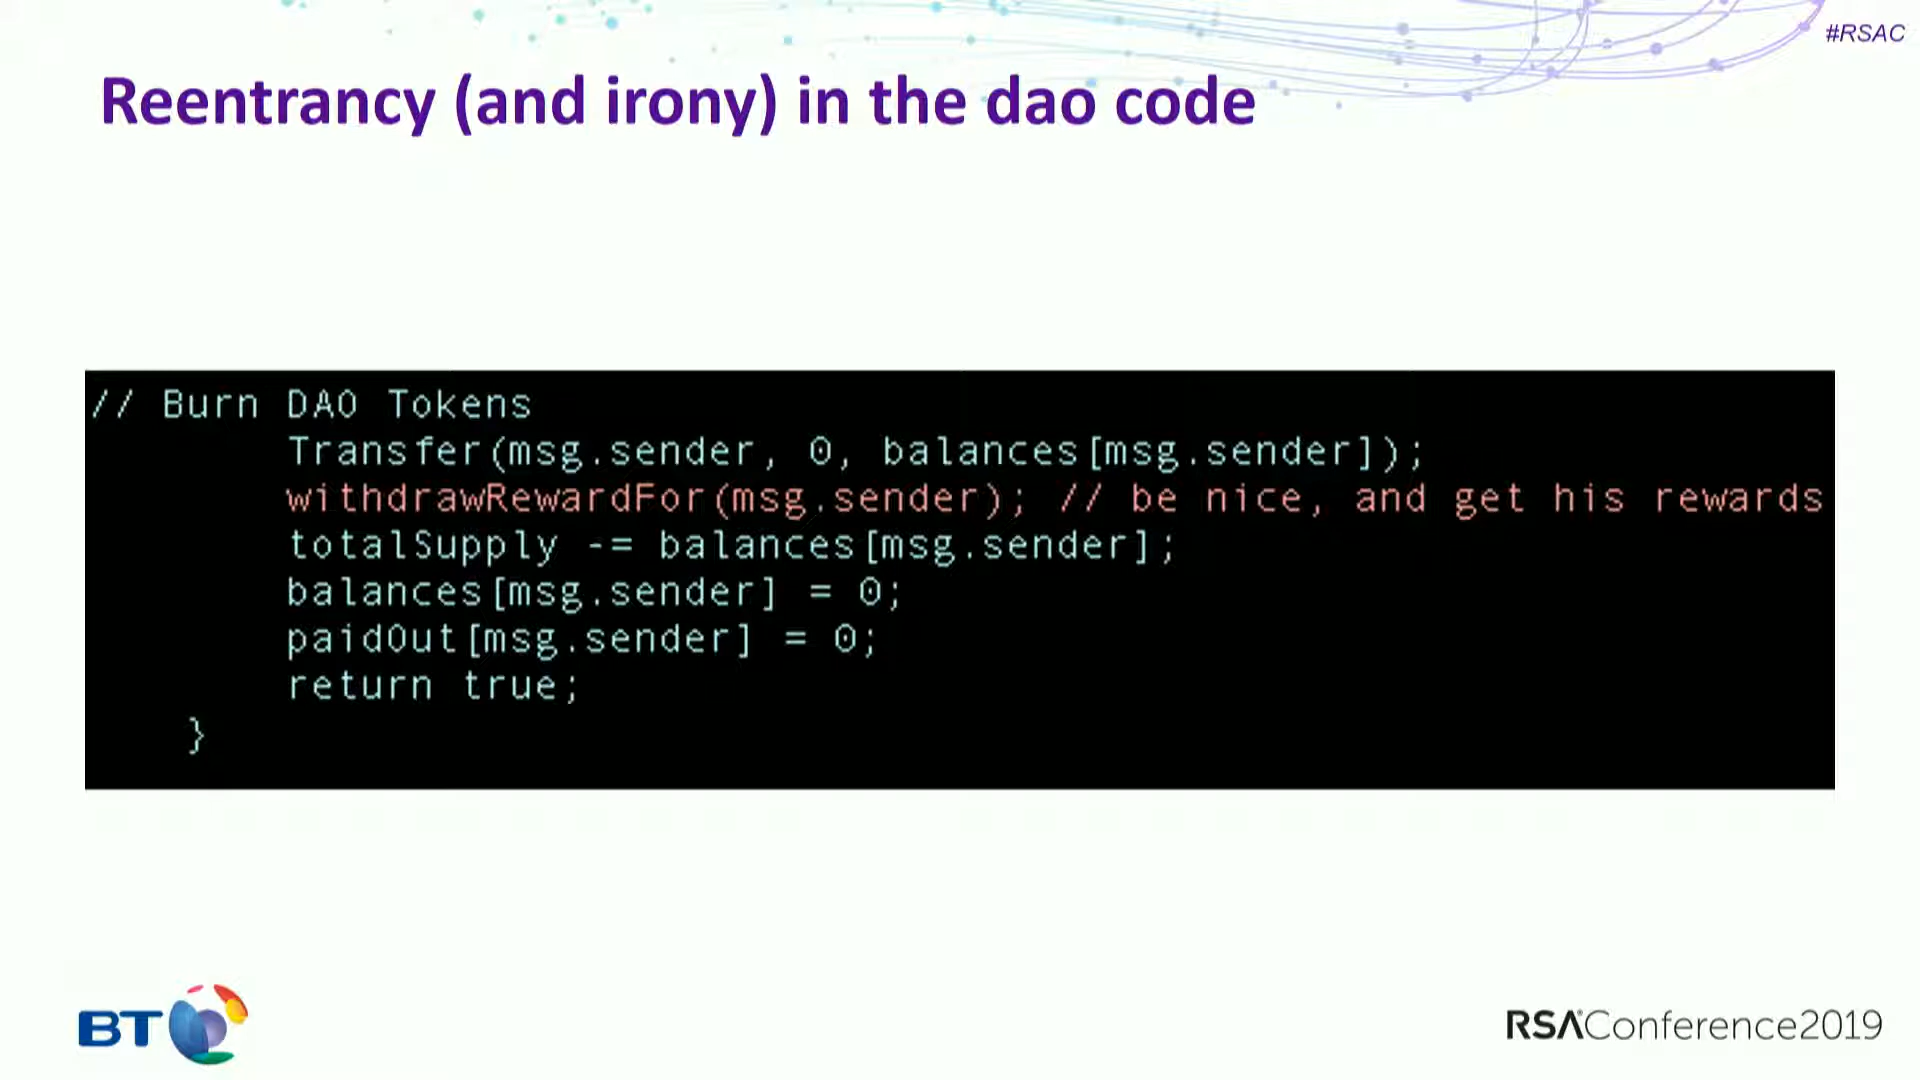 #RSAC
Reentrancy (and irony) in the dao code
// Burn DAO Tokens
Transfer(msg.sender, 0, balances[msg.sender]);
withdrawRewardFor(msg.sender); // be nice, and get his rewards
totalSupply -= balances[msg.sender];
balances[msg.sender] = 0;
paidOut[msg.sender] = 0;
return true;
}
BT
RSAConference2019